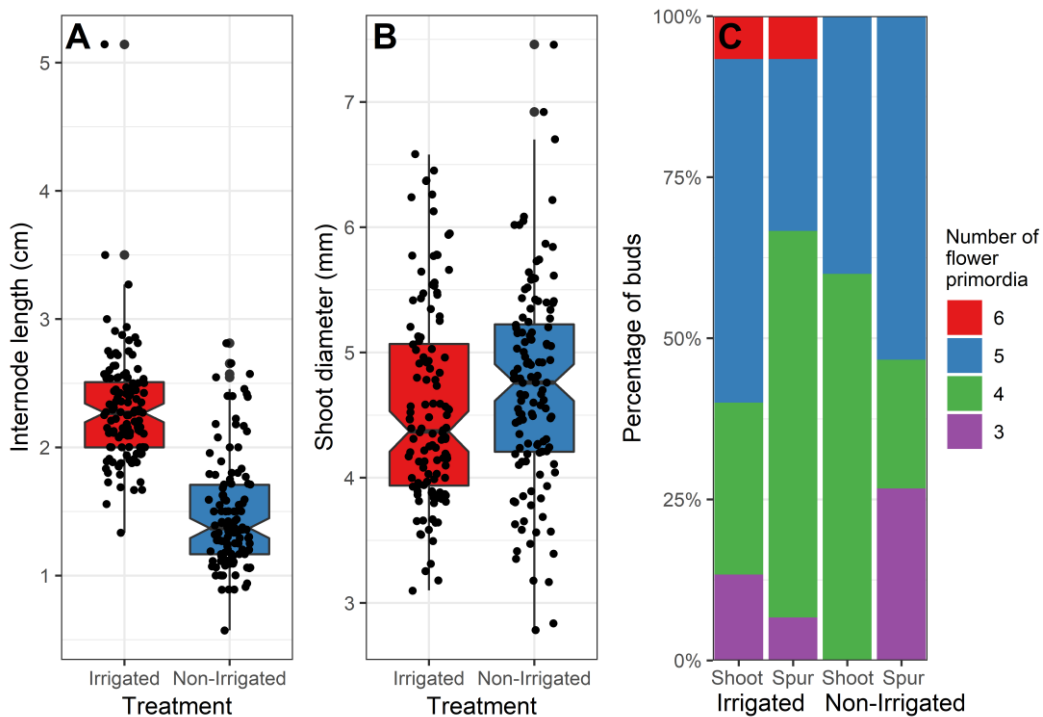 A
Internode length (cm)
5
4
3
2
1
Irrigated Non-Irrigated
Treatment
B
Shoot diameter (mm)
7
6
5
4
3
Irrigated Non-Irrigated
Treatment
C
Percentage of buds
100%
75%
50%
25%
0%
Shoot Spur Shoot Spur
Irrigated Non-Irrigated
Number of
flower
primordia
6
5
4
3